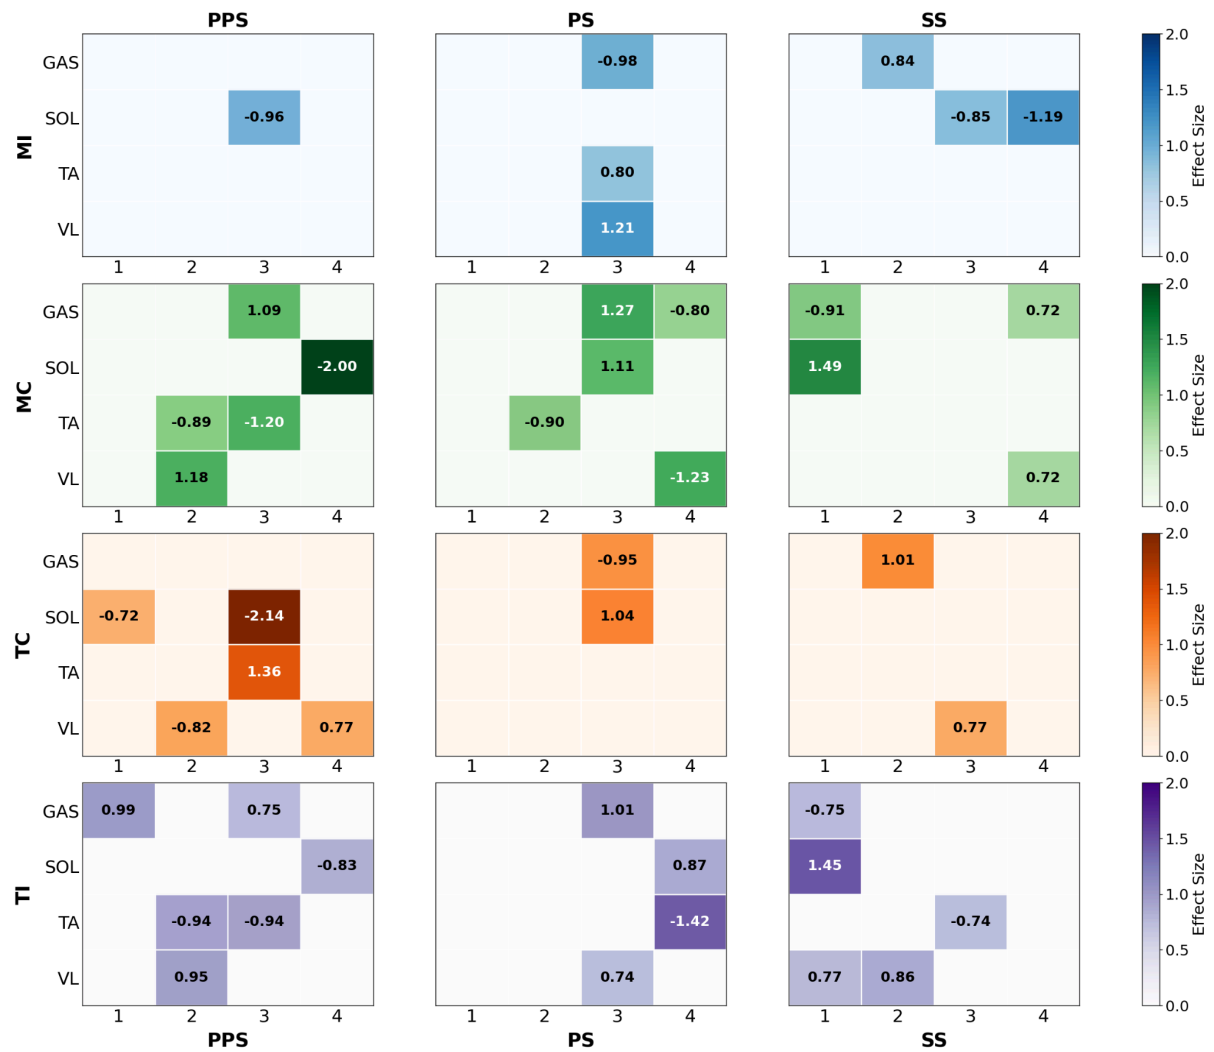 PPS PS SS
MI
GAS -0.98 0.84
SOL -0.96 -0.85 -1.19
TA 0.80
VL 1.21
1 2 3 4 1 2 3 4 1 2 3 4
2.0
1.5
1.0
0.5
0.0
Effect Size
MC
GAS 1.09 1.27 -0.80 -0.91 0.72
SOL -2.00 1.11 1.49
TA -0.89 -1.20 -0.90
VL 1.18 -1.23 0.72
1 2 3 4 1 2 3 4 1 2 3 4
2.0
1.5
1.0
0.5
0.0
Effect Size
TC
GAS -0.95 1.01
SOL -0.72 -2.14 1.04
TA 1.36
VL -0.82 0.77 0.77
1 2 3 4 1 2 3 4 1 2 3 4
2.0
1.5
1.0
0.5
0.0
Effect Size
TI
GAS 0.99 0.75 1.01 -0.75
SOL -0.83 0.87 1.45
TA -0.94 -0.94 -1.42 -0.74
VL 0.95 0.74 0.77 0.86
1 2 3 4 1 2 3 4 1 2 3 4
2.0
1.5
1.0
0.5
0.0
Effect Size
PPS PS SS